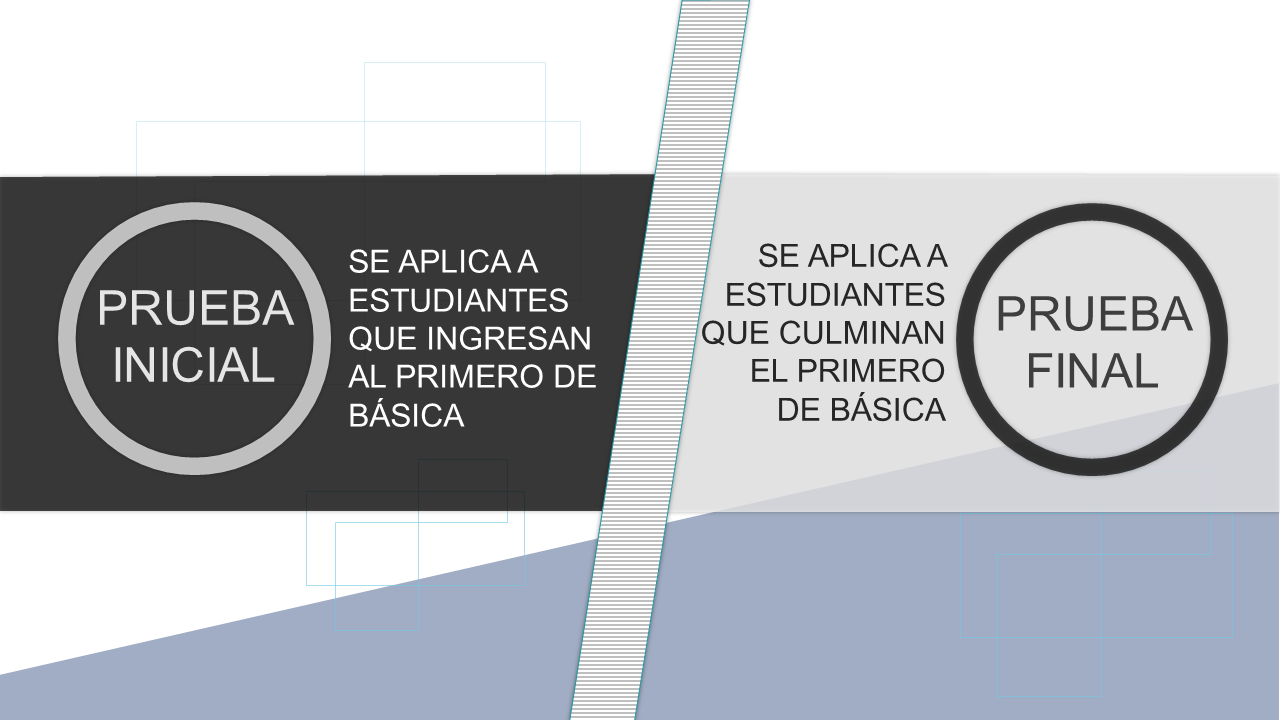 PRUEBA
INICIAL
SE APLICA A
ESTUDIANTES
QUE INGRESAN
AL PRIMERO DE
BÁSICA
SE APLICA A
ESTUDIANTES
QUE CULMINAN
EL PRIMERO
DE BÁSICA
PRUEBA
FINAL